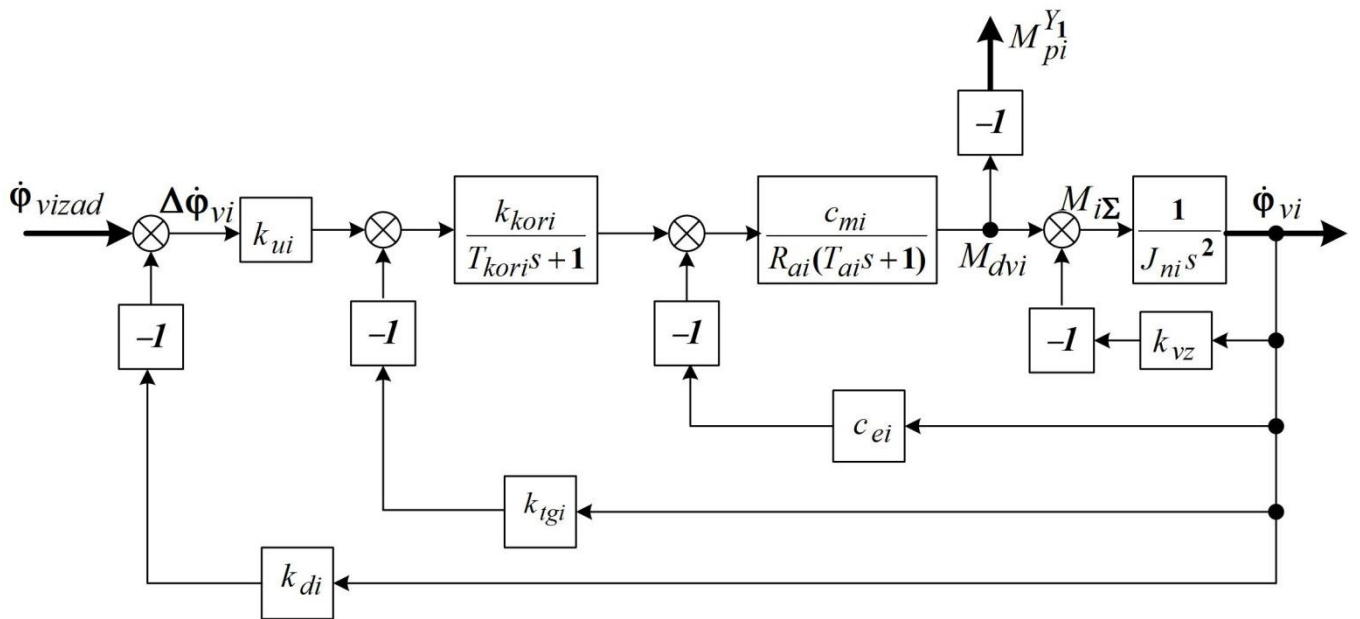 M_{pi}^{Y_1}
–1
φ̇_{vizad}
Δφ̇_{vi}
k_{ui}
k_{kori}
T_{kori}s + 1
c_{mi}
R_{ai}(T_{ai}s + 1)
M_{dvi}
M_{iΣ}
1
J_{ni}s^2
φ̇_{vi}
–1
–1
–1
–1
k_{vz}
c_{ei}
k_{tgi}
k_{di}